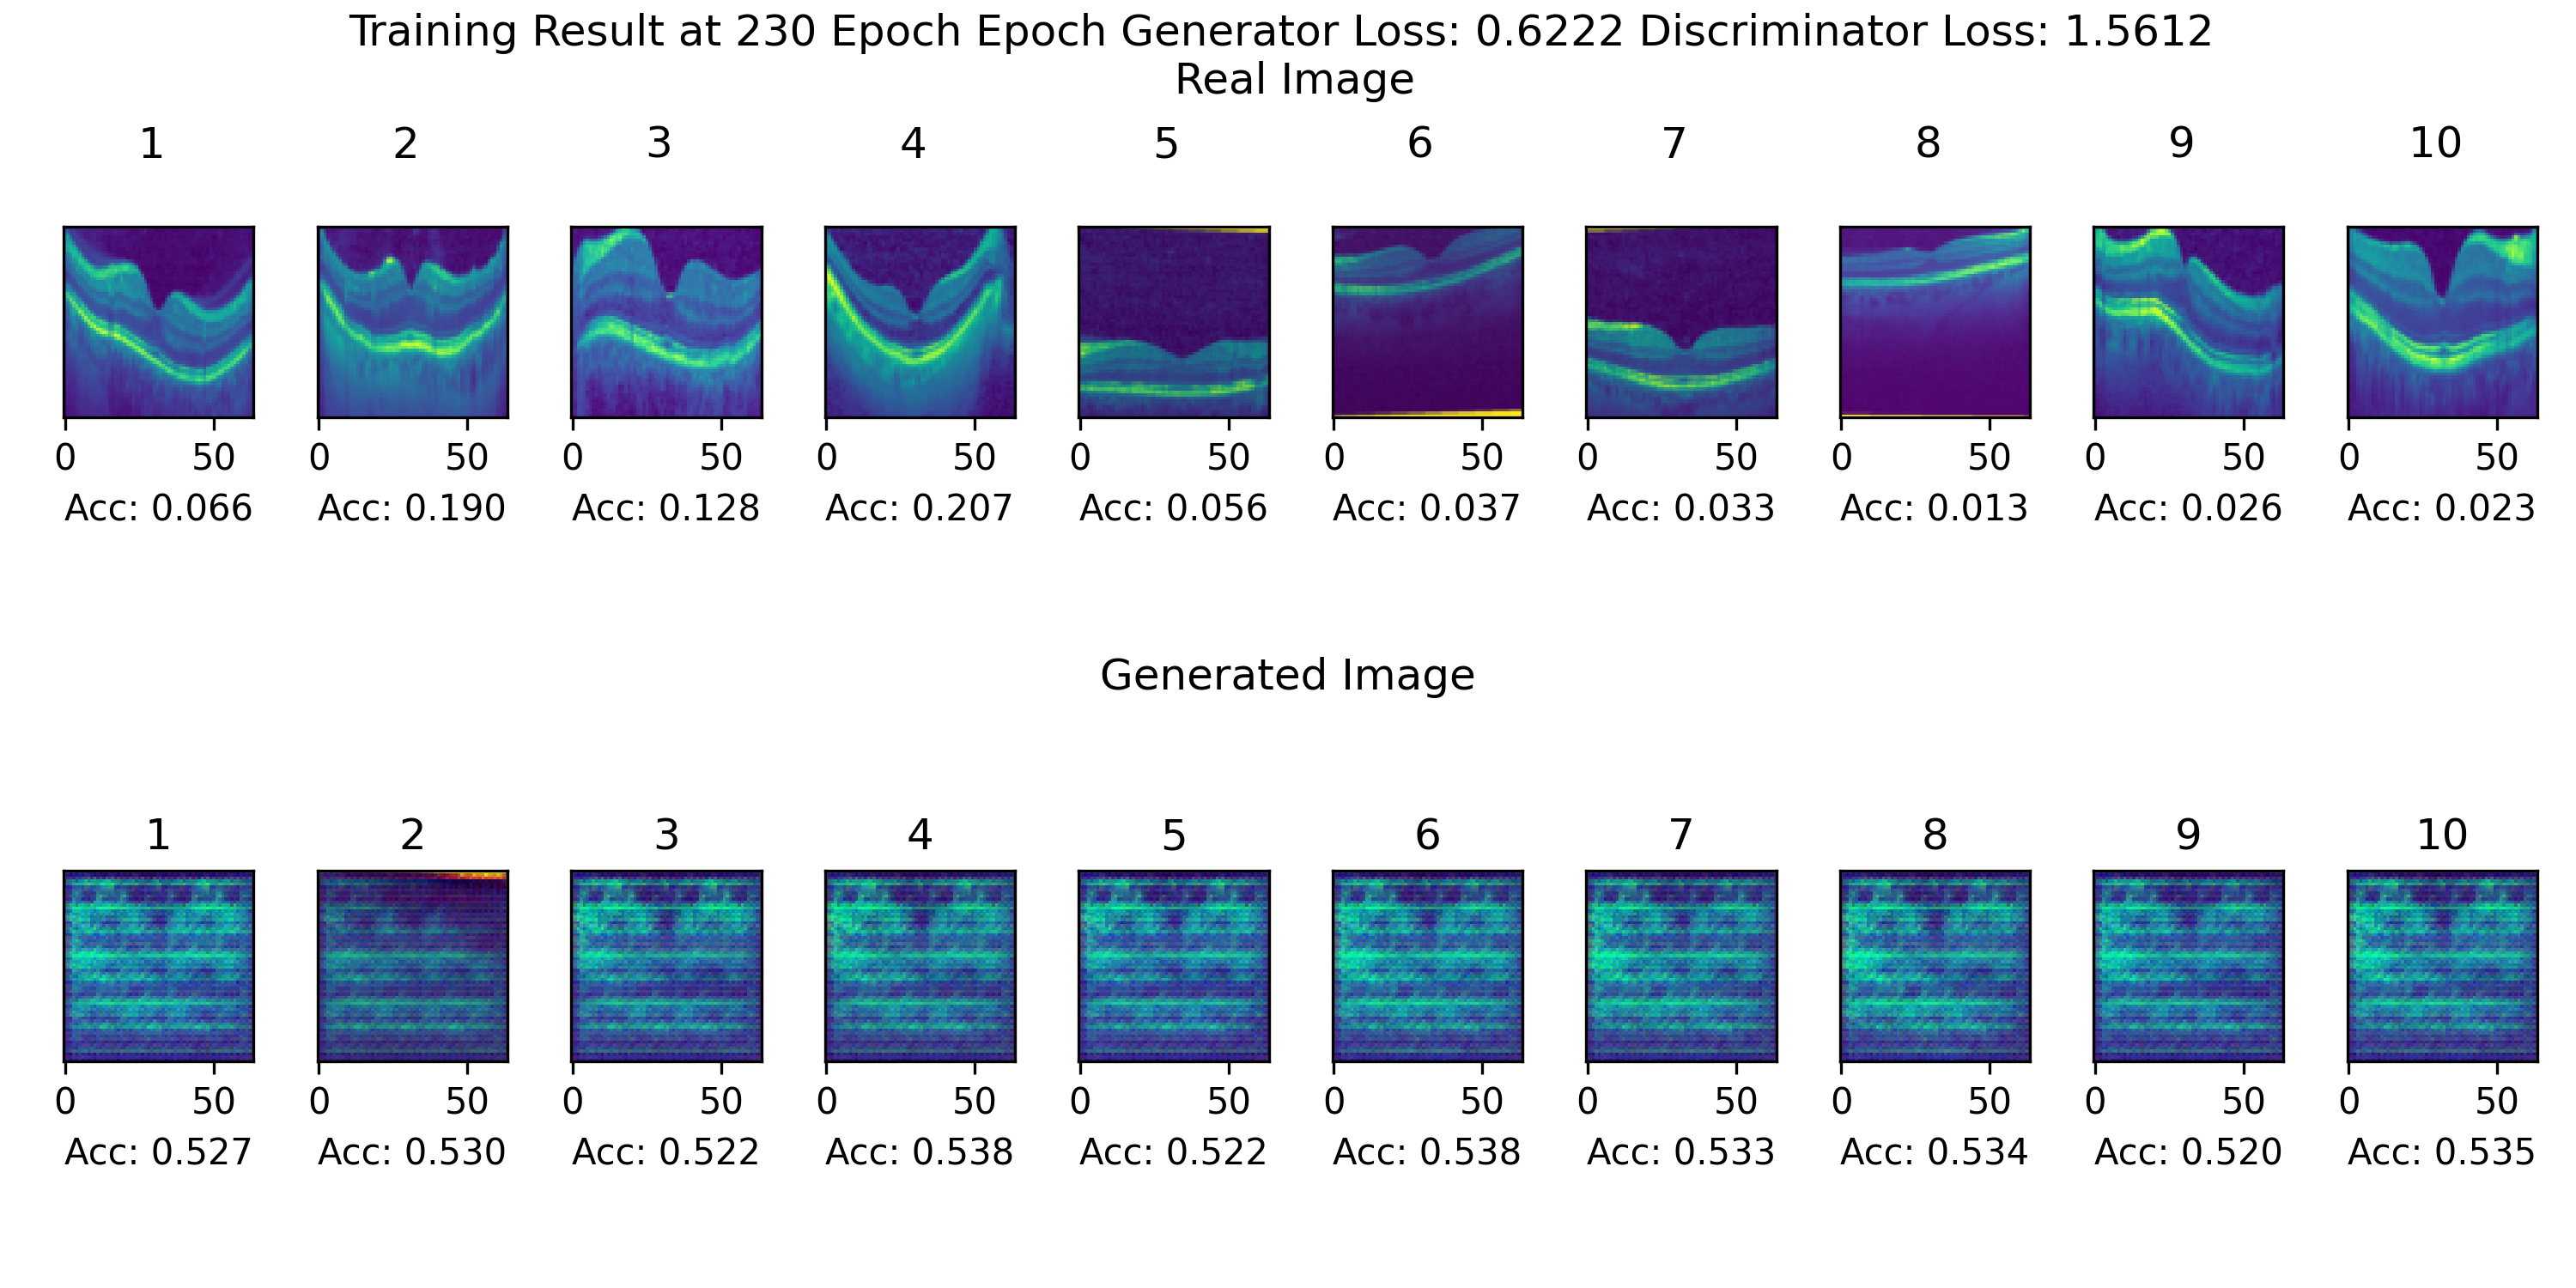 Training Result at 230 Epoch Epoch Generator Loss: 0.6222 Discriminator Loss: 1.5612
Real Image
1 2 3 4 5 6 7 8 9 10
0 50 0 50 0 50 0 50 0 50 0 50 0 50 0 50 0 50 0 50
Acc: 0.066 Acc: 0.190 Acc: 0.128 Acc: 0.207 Acc: 0.056 Acc: 0.037 Acc: 0.033 Acc: 0.013 Acc: 0.026 Acc: 0.023
Generated Image
1 2 3 4 5 6 7 8 9 10
0 50 0 50 0 50 0 50 0 50 0 50 0 50 0 50 0 50 0 50
Acc: 0.527 Acc: 0.530 Acc: 0.522 Acc: 0.538 Acc: 0.522 Acc: 0.538 Acc: 0.533 Acc: 0.534 Acc: 0.520 Acc: 0.535